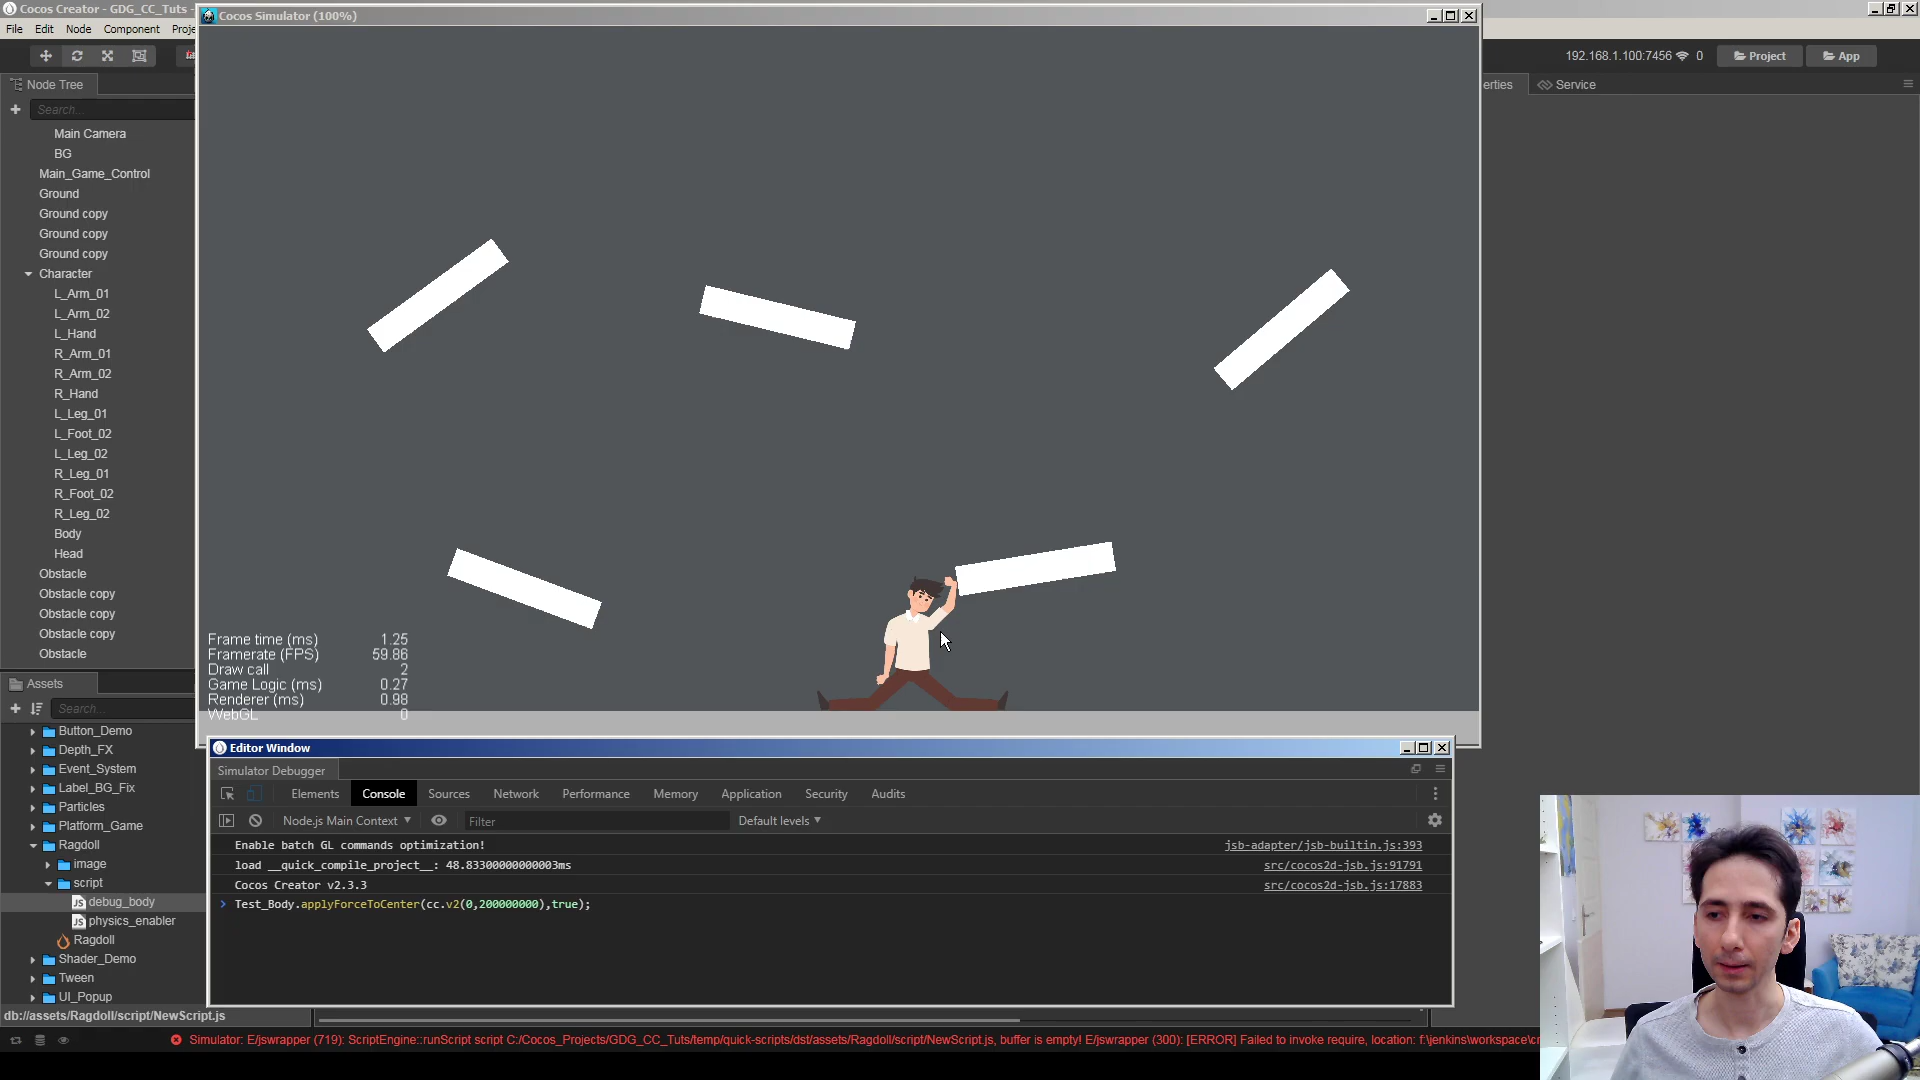 Cocos Creator - GDG_CC_Tuts -
File Edit Node Component Proje
192.168.1.100:7456 0 Project App
Node Tree
Search...
Main Camera
BG
Main_Game_Control
Ground
Ground copy
Ground copy
Ground copy
Character
L_Arm_01
L_Arm_02
L_Hand
R_Arm_01
R_Arm_02
R_Hand
L_Leg_01
L_Foot_02
L_Leg_02
R_Leg_01
R_Foot_02
R_Leg_02
Body
Head
Obstacle
Obstacle copy
Obstacle copy
Obstacle copy
Obstacle
Assets
Search...
Button_Demo
Depth_FX
Event_System
Label_BG_Fix
Particles
Platform_Game
Ragdoll
image
script
debug_body
physics_enabler
Ragdoll
Shader_Demo
Tween
UI_Popup
db://assets/Ragdoll/script/NewScript.js
Cocos Simulator (100%)
Frame time (ms) 1.25
Framerate (FPS) 59.86
Draw call 2
Game Logic (ms) 0.27
Renderer (ms) 0.98
WebGL 0
erties Service
Editor Window
Simulator Debugger
Elements Console Sources Network Performance Memory Application Security Audits
Node.js Main Context Filter Default levels
Enable batch GL commands optimization! jsb-adapter/jsb-builtin.js:393
load __quick_compile_project__: 48.83300000000003ms src/cocos2d-jsb.js:91791
Cocos Creator v2.3.3 src/cocos2d-jsb.js:17883
Test_Body.applyForceToCenter(cc.v2(0,200000000),true);
Simulator: E/jswrapper (719): ScriptEngine::runScript script C:/Cocos_Projects/GDG_CC_Tuts/temp/quick-scripts/dst/assets/Ragdoll/script/NewScript.js, buffer is empty! E/jswrapper (300): [ERROR] Failed to invoke require, location: f:\jenkins\workspace\cr